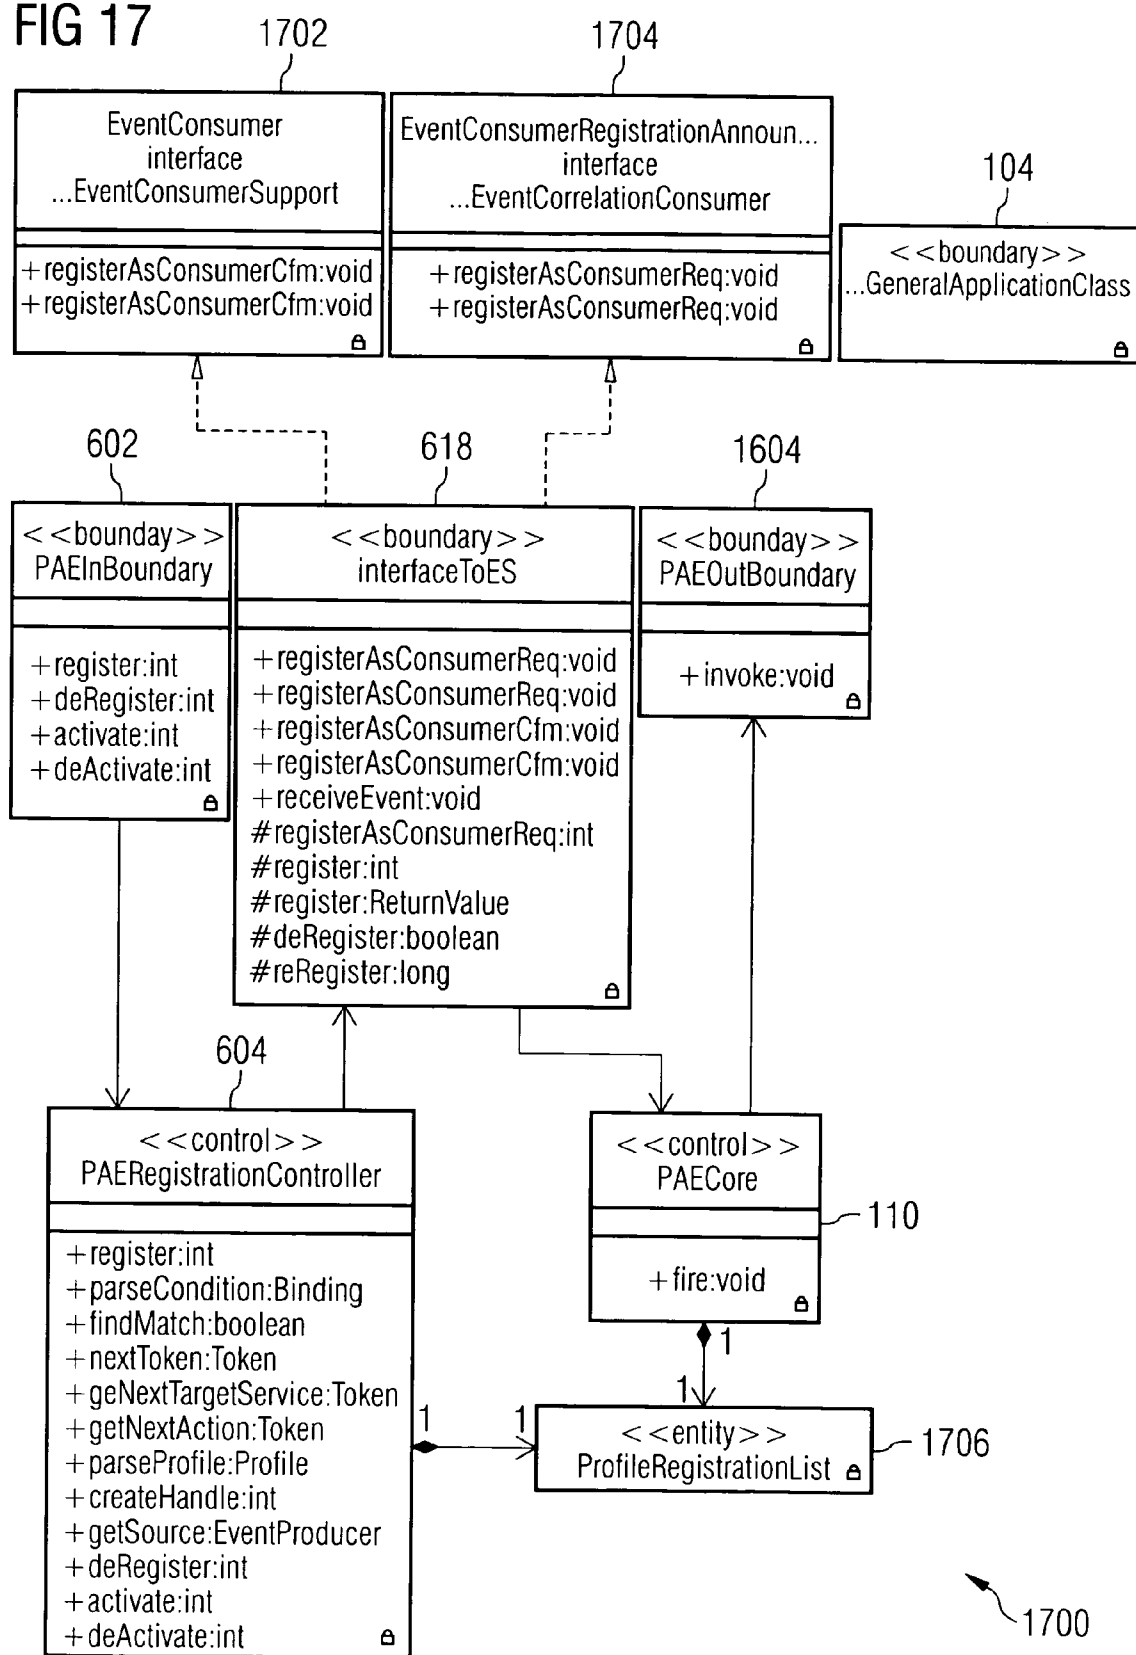 FIG 17
1702
1704
104
EventConsumer
interface
...EventConsumerSupport
+registerAsConsumerCfm:void
+registerAsConsumerCfm:void
EventConsumerRegistrationAnnoun...
interface
...EventCorrelationConsumer
+registerAsConsumerReq:void
+registerAsConsumerReq:void
<<boundary>>
...GeneralApplicationClass
602
618
1604
<<bounday>>
PAEInBoundary
+register:int
+deRegister:int
+activate:int
+deActivate:int
<<boundary>>
interfaceToES
+registerAsConsumerReq:void
+registerAsConsumerReq:void
+registerAsConsumerCfm:void
+registerAsConsumerCfm:void
+receiveEvent:void
#registerAsConsumerReq:int
#register:int
#register:ReturnValue
#deRegister:boolean
#reRegister:long
<<bounday>>
PAEOutBoundary
+invoke:void
604
<<control>>
PAERegistrationController
+register:int
+parseCondition:Binding
+findMatch:boolean
+nextToken:Token
+geNextTargetService:Token
+getNextAction:Token
+parseProfile:Profile
+createHandle:int
+getSource:EventProducer
+deRegister:int
+activate:int
+deActivate:int
<<control>>
PAECore
+fire:void
110
1
1
1
1
<<entity>>
ProfileRegistrationList
1706
1700